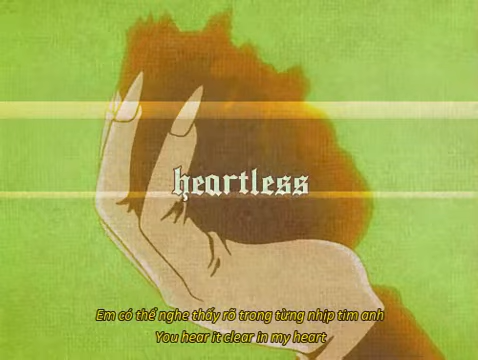 heartless
Em có thể nghe thấy rõ trong từng nhịp tim anh
You hear it clear in my heart